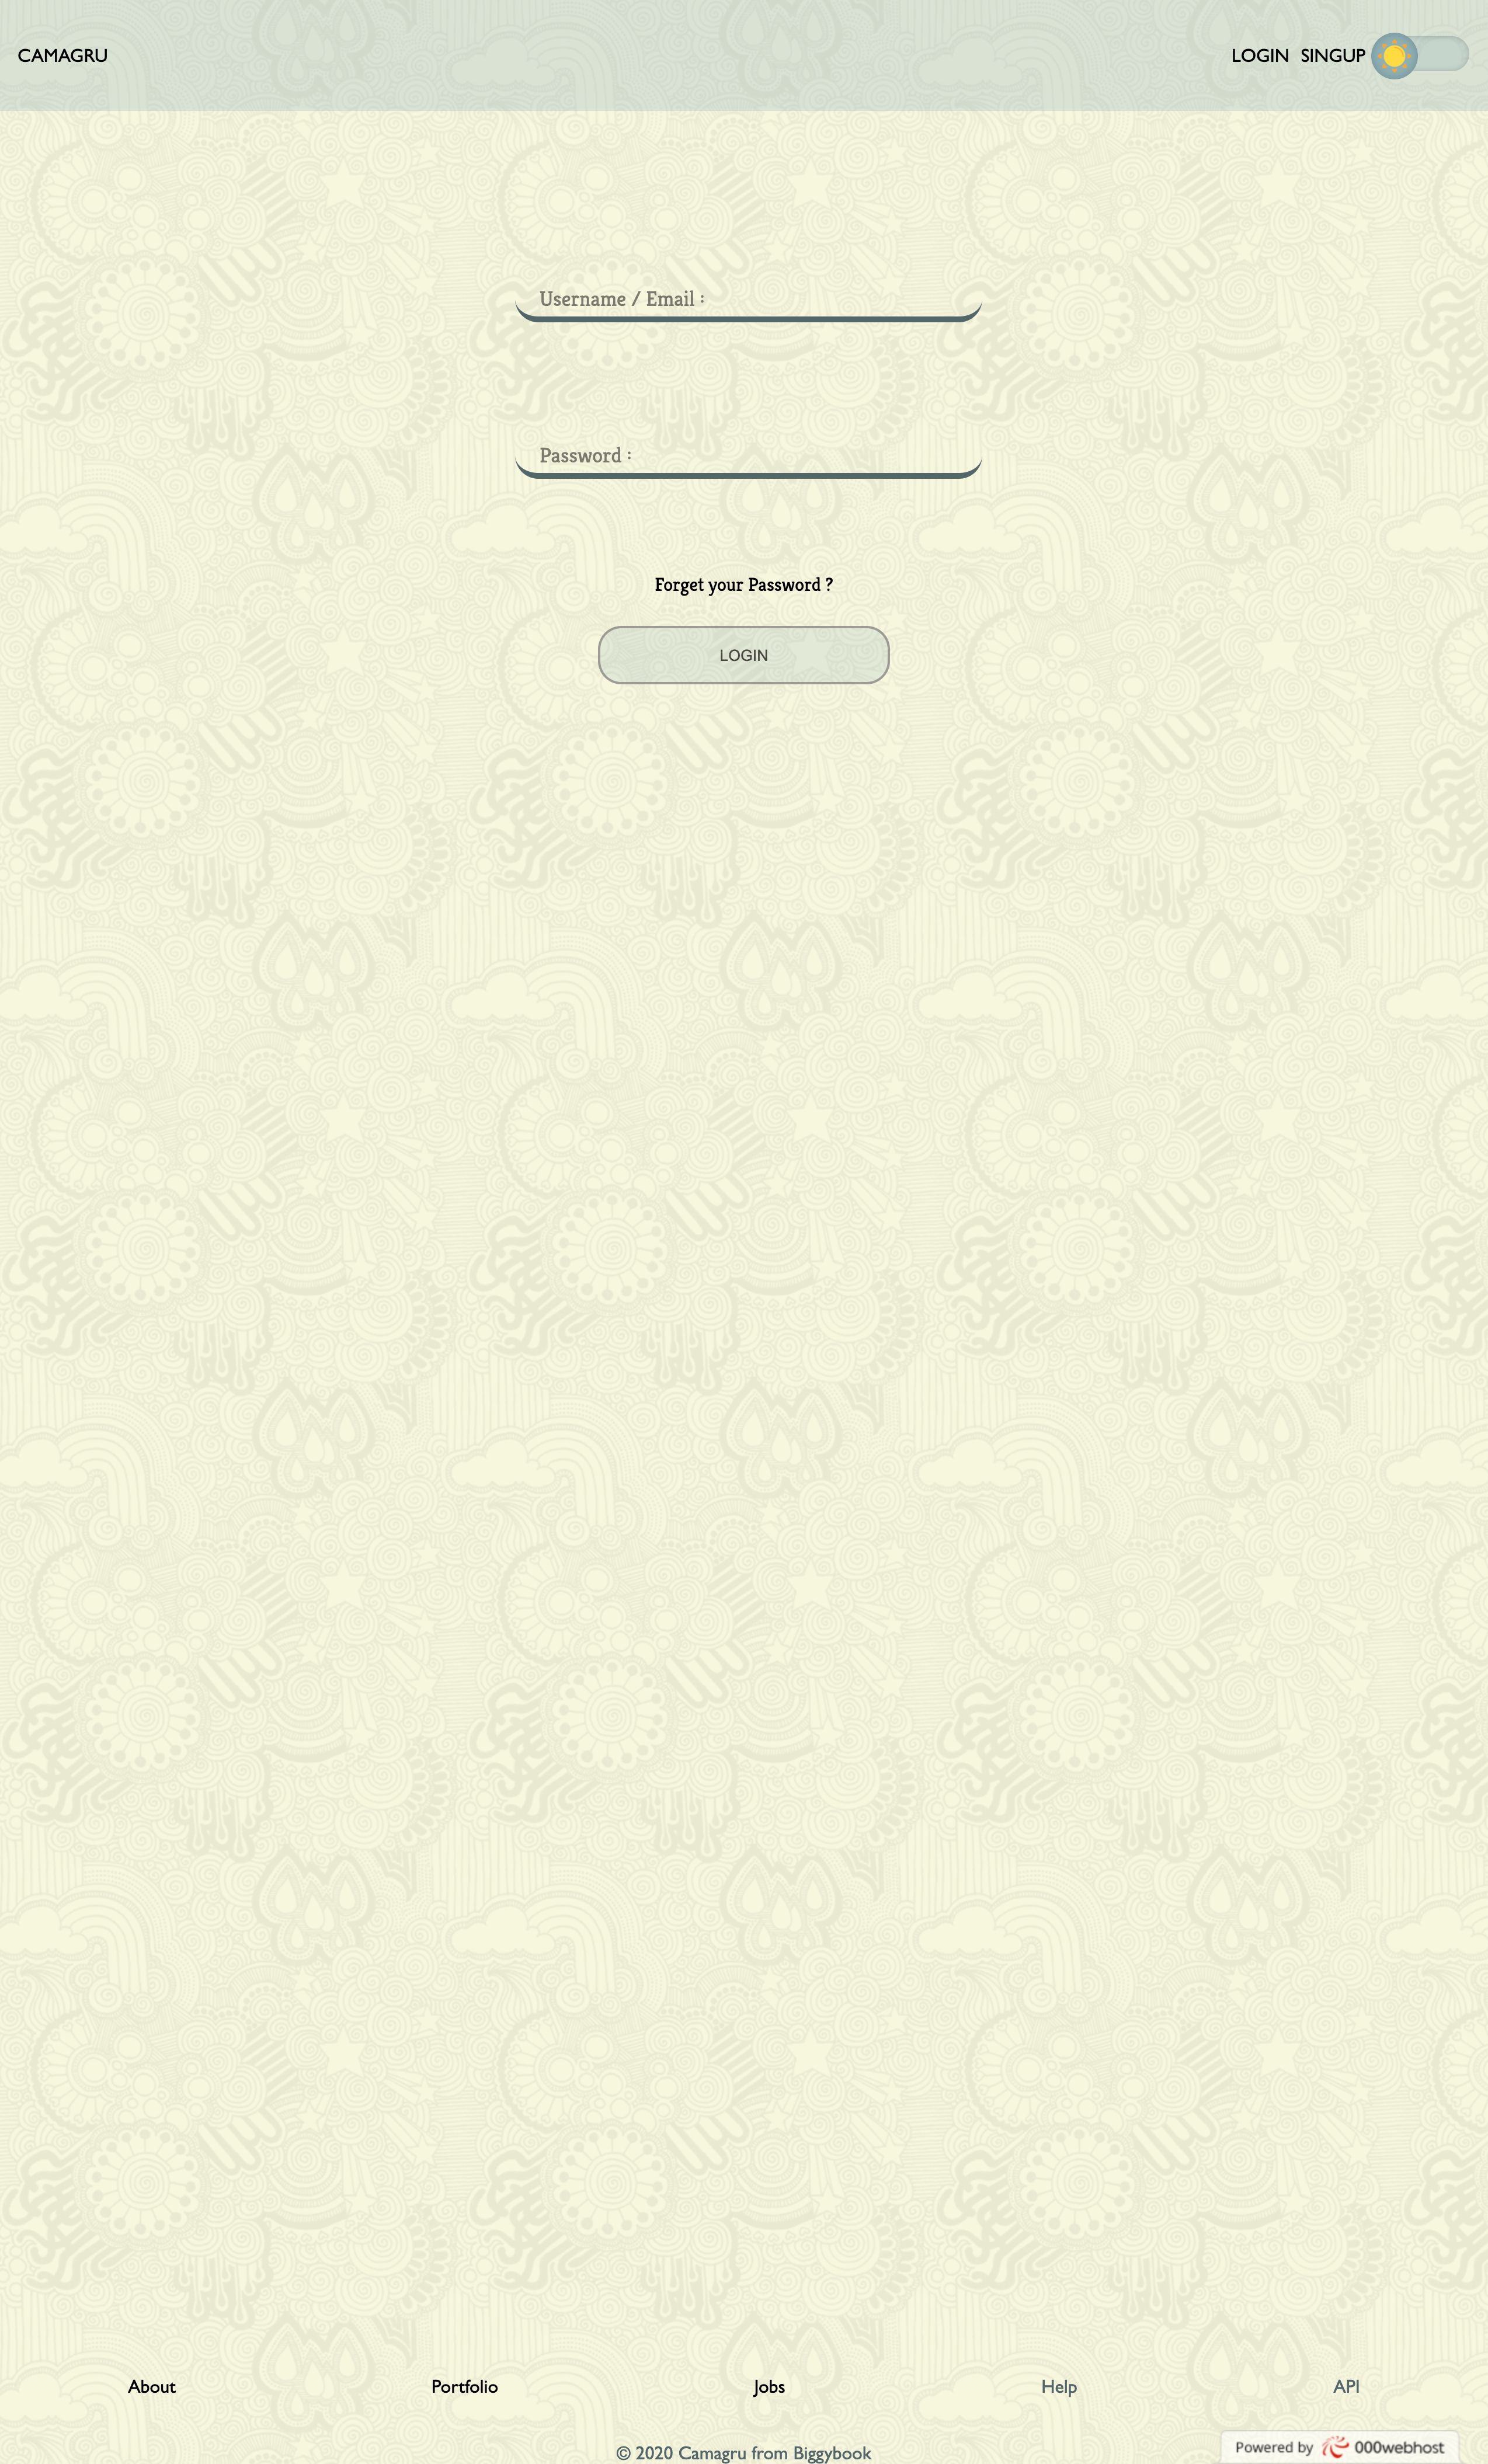 CAMAGRU
LOGIN SINGUP
Username / Email :
Password :
Forget your Password ?
LOGIN
About Portfolio Jobs Help API
© 2020 Camagru from Biggybook
Powered by 000webhost